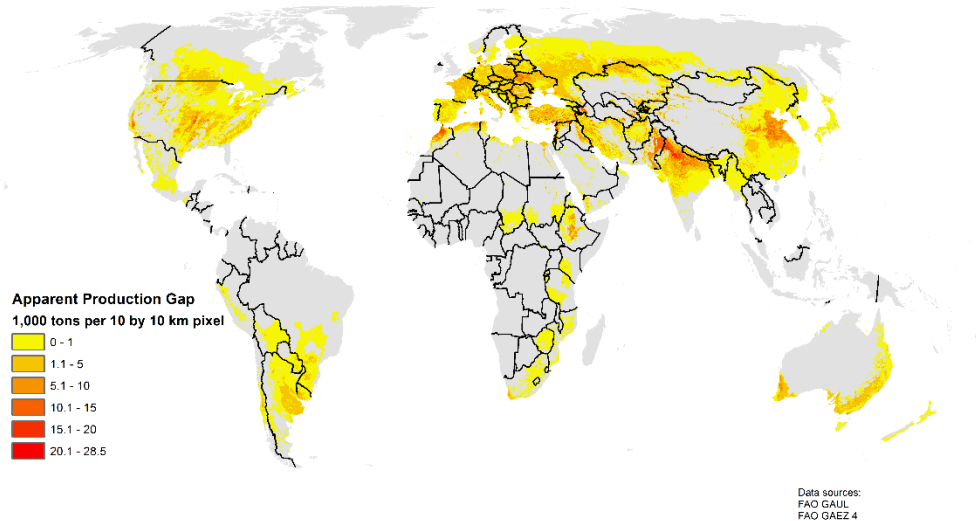 Apparent Production Gap
1,000 tons per 10 by 10 km pixel
0 - 1
1.1 - 5
5.1 - 10
10.1 - 15
15.1 - 20
20.1 - 28.5
Data sources:
FAO GAUL
FAO GAEZ 4